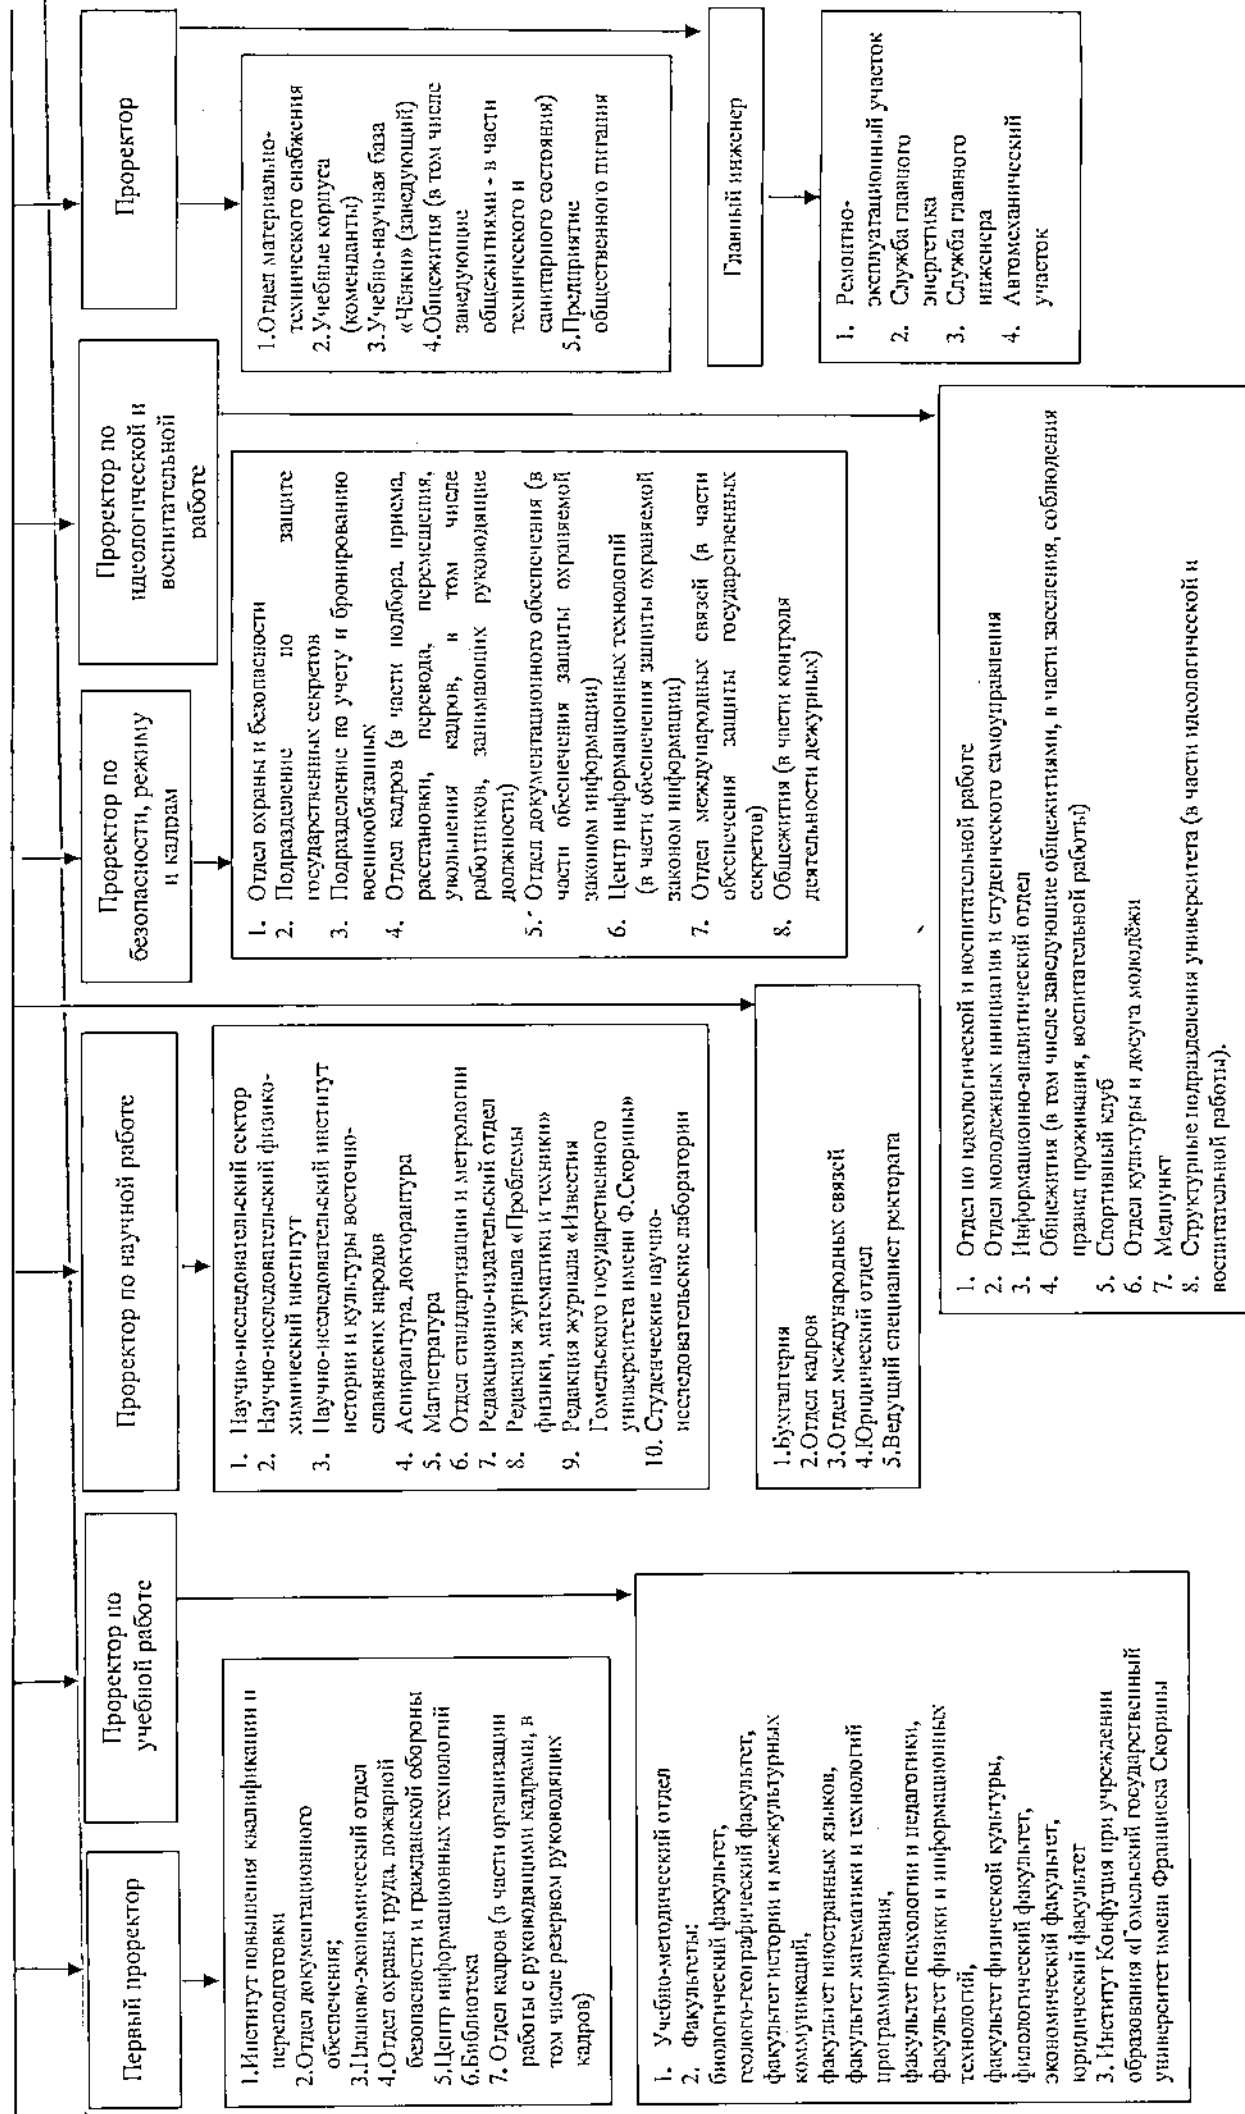 Первый проректор
1.Институт повышения квалификации и
переподготовки
2.Отдел документационного
обеспечения;
3.Планово-экономический отдел
4.Отдел охраны труда, пожарной
безопасности и гражданской обороны
5.Центр информационных технологий
6.Библиотека
7. Отдел кадров (в части организации
работы с руководящими кадрами, в
том числе резервом руководящих
кадров)
Проректор по
учебной работе
1. Учебно-методический отдел
2. Факультеты:
биологический факультет,
геолого-географический факультет,
факультет истории и межкультурных
коммуникаций,
факультет иностранных языков,
факультет математики и технологий
программирования,
факультет психологии и педагогики,
факультет физики и информационных
технологий,
факультет физической культуры,
филологический факультет,
экономический факультет,
юридический факультет
3. Институт Конфуция при учреждении
образования «Гомельский государственный
университет имени Франциска Скорины
Проректор по научной работе
1. Научно-исследовательский сектор
2. Научно-исследовательский физико-
химический институт
3. Научно-исследовательский институт
истории и культуры восточно-
славянских народов
4. Аспирантура, докторантура
5. Магистратура
6. Отдел стандартизации и метрологии
7. Редакционно-издательский отдел
8. Редакция журнала «Проблемы
физики, математики и техники»
9. Редакция журнала «Известия
Гомельского государственного
университета имени Ф.Скорины»
10. Студенческие научно-
исследовательские лаборатории
1.Бухгалтерия
2.Отдел кадров
3.Отдел международных связей
4.Юридический отдел
5.Ведущий специалист ректората
Проректор по
безопасности, режиму
и кадрам
1. Отдел охраны и безопасности
2. Подразделение по защите
государственных секретов
3. Подразделение по учету и бронированию
военнообязанных
4. Отдел кадров (в части подбора, приема,
расстановки, перевода, перемещения,
увольнения кадров, в том числе
работников, занимающих руководящие
должности)
5. Отдел документационного обеспечения (в
части обеспечения защиты охраняемой
законом информации)
6. Центр информационных технологий
(в части обеспечения защиты охраняемой
законом информации)
7. Отдел международных связей (в части
обеспечения защиты государственных
секретов)
8. Общежития (в части контроля
деятельности дежурных)
Проректор по
идеологической и
воспитательной
работе
1. Отдел по идеологической и воспитательной работе
2. Отдел молодежных инициатив и студенческого самоуправления
3. Информационно-аналитический отдел
4. Общежития (в том числе заведующие общежитиями, в части заселения, соблюдения
правил проживания, воспитательной работы)
5. Спортивный клуб
6. Отдел культуры и досуга молодёжи
7. Медпункт
8. Структурные подразделения университета (в части идеологической и
воспитательной работы).
Проректор
1.Отдел материально-
технического снабжения
2.Учебные корпуса
(коменданты)
3.Учебно-научная база
«Чёнки» (заведующий)
4.Общежития (в том числе
заведующие
общежитиями - в части
технического и
санитарного состояния)
5.Предприятие
общественного питания
Главный инженер
1. Ремонтно-
эксплуатационный участок
2. Служба главного
энергетика
3. Служба главного
инженера
4. Автомеханический
участок